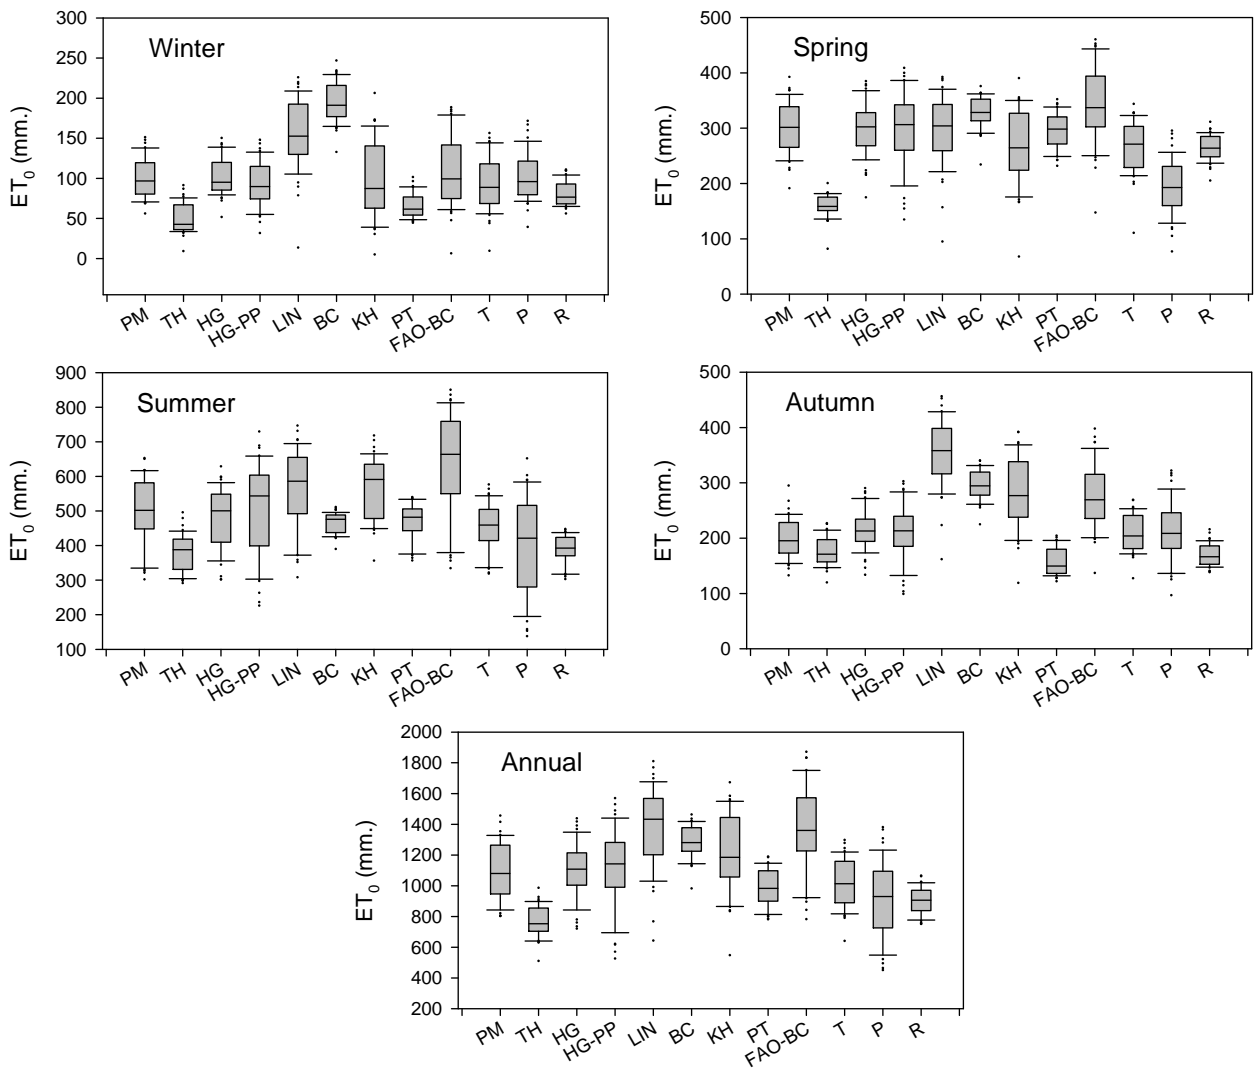 Winter
ET0 (mm.)
300
250
200
150
100
50
0
PM TH HG HG-PP LIN BC KH PT FAO-BC T P R
Spring
ET0 (mm.)
500
400
300
200
100
0
PM TH HG HG-PP LIN BC KH PT FAO-BC T P R
Summer
ET0 (mm.)
900
800
700
600
500
400
300
200
100
PM TH HG HG-PP LIN BC KH PT FAO-BC T P R
Autumn
ET0 (mm.)
500
400
300
200
100
0
PM TH HG HG-PP LIN BC KH PT FAO-BC T P R
Annual
ET0 (mm.)
2000
1800
1600
1400
1200
1000
800
600
400
200
PM TH HG HG-PP LIN BC KH PT FAO-BC T P R